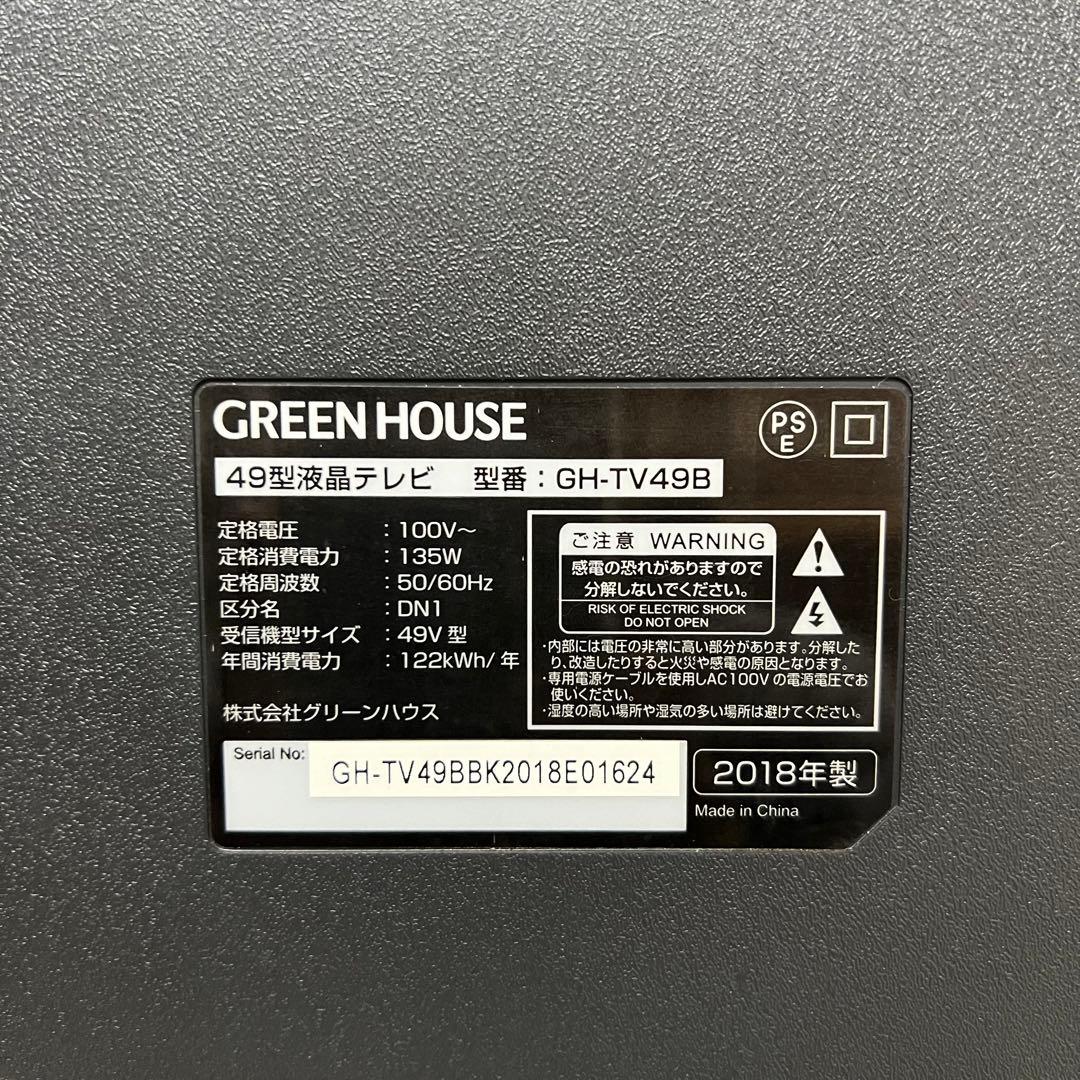 GREEN HOUSE
PS
E
49型液晶テレビ 型番：GH-TV49B
定格電圧 ：100V～
定格消費電力 ：135W
定格周波数 ：50/60Hz
区分名 ：DN1
受信機型サイズ ：49V型
年間消費電力 ：122kWh/年
株式会社グリーンハウス
ご注意 WARNING
感電の恐れがありますので
分解しないでください。
RISK OF ELECTRIC SHOCK
DO NOT OPEN
・内部には電圧の非常に高い部分があります。分解した
り、改造したりすると火災や感電の原因となります。
・専用電源ケーブルを使用しAC100Vの電源電圧でお
使いください。
・湿度の高い場所や湿気の多い場所は避けてください。
Serial No:
GH-TV49BBK2018E01624
2018年製
Made in China